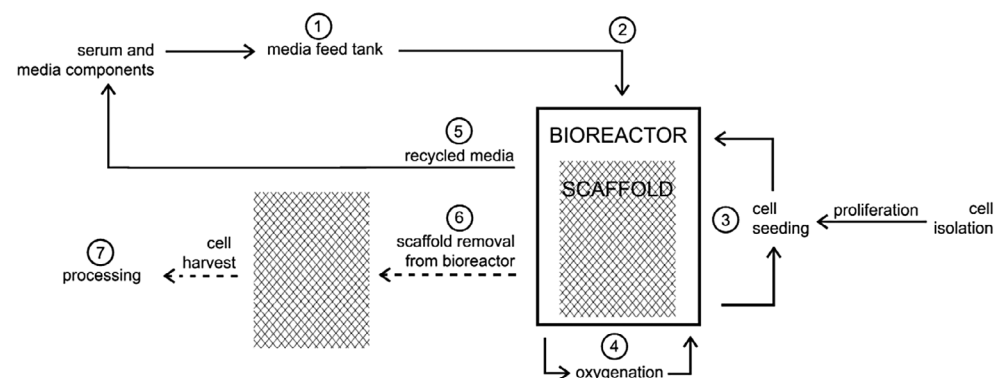 1
2
serum and
media components
media feed tank
BIOREACTOR
SCAFFOLD
5
recycled media
3
cell
seeding
proliferation
cell
isolation
6
scaffold removal
from bioreactor
cell
harvest
7
processing
4
oxygenation